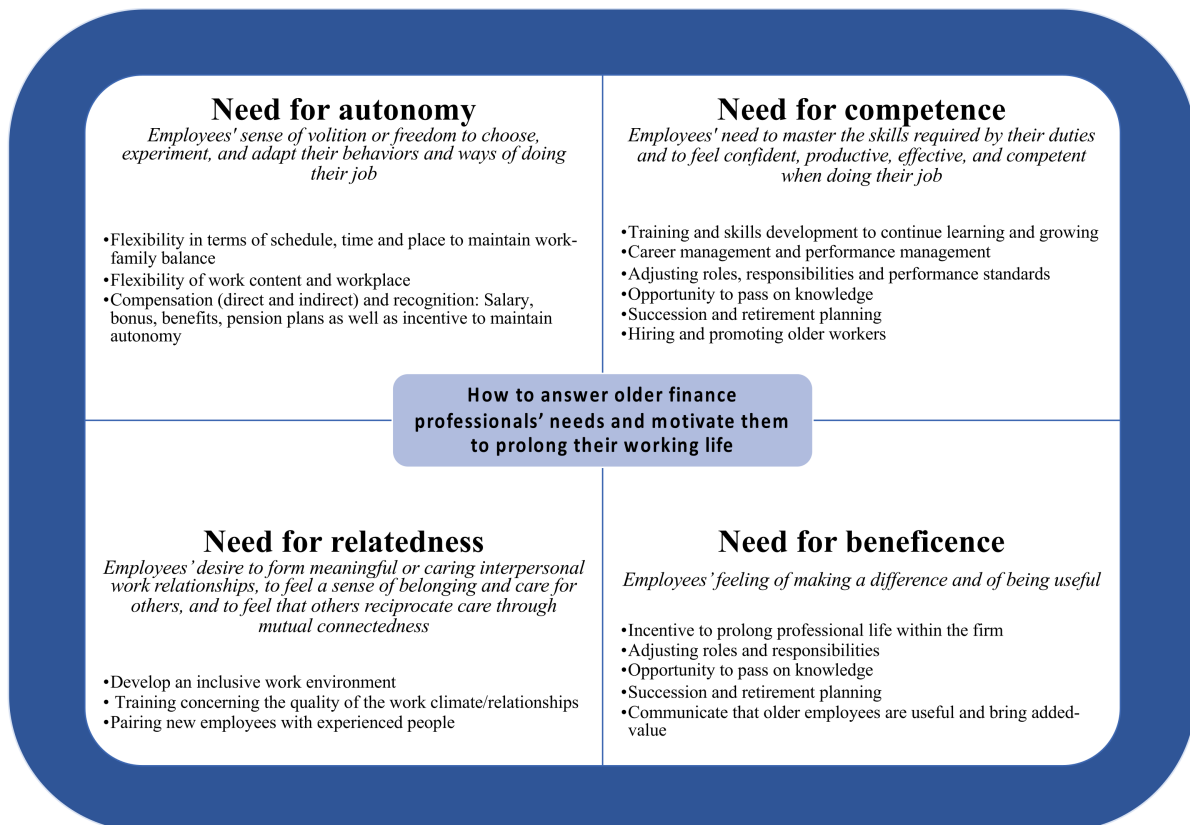 Need for autonomy
Employees' sense of volition or freedom to choose,
experiment, and adapt their behaviors and ways of doing
their job
•Flexibility in terms of schedule, time and place to maintain work-
family balance
•Flexibility of work content and workplace
•Compensation (direct and indirect) and recognition: Salary,
bonus, benefits, pension plans as well as incentive to maintain
autonomy
Need for competence
Employees' need to master the skills required by their duties
and to feel confident, productive, effective, and competent
when doing their job
•Training and skills development to continue learning and growing
•Career management and performance management
•Adjusting roles, responsibilities and performance standards
•Opportunity to pass on knowledge
•Succession and retirement planning
•Hiring and promoting older workers
How to answer older finance
professionals’ needs and motivate them
to prolong their working life
Need for relatedness
Employees’ desire to form meaningful or caring interpersonal
work relationships, to feel a sense of belonging and care for
others, and to feel that others reciprocate care through
mutual connectedness
•Develop an inclusive work environment
• Training concerning the quality of the work climate/relationships
•Pairing new employees with experienced people
Need for beneficence
Employees’ feeling of making a difference and of being useful
•Incentive to prolong professional life within the firm
•Adjusting roles and responsibilities
•Opportunity to pass on knowledge
•Succession and retirement planning
•Communicate that older employees are useful and bring added-
value